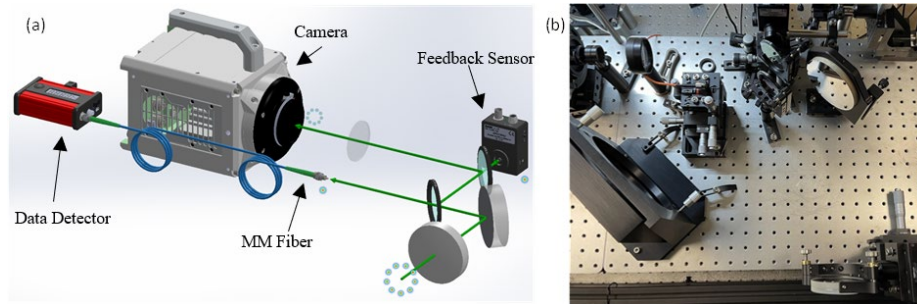 (a)
Camera
Feedback Sensor
Data Detector
MM Fiber
(b)